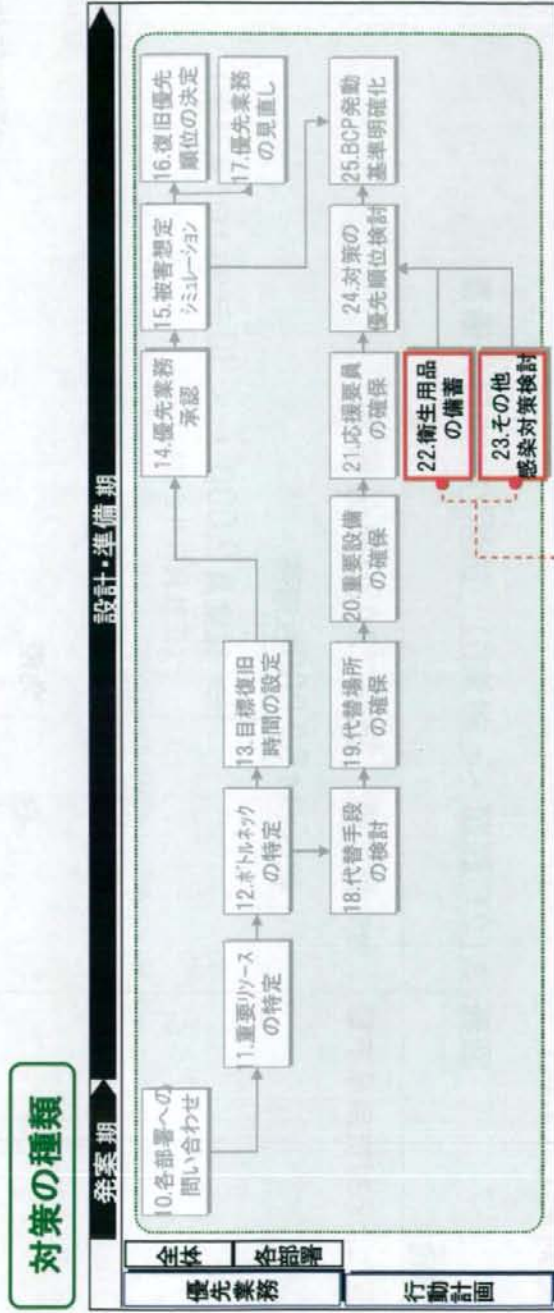 対策の種類
発案期
設計・準備期
優先業務
全体
各部署
行動計画
10.各部署への
問い合わせ
11.重要リソース
の特定
12.ボトルネック
の特定
13.目標復旧
時間の設定
14.優先業務
承認
15.被害想定
シミュレーション
16.復旧優先
順位の決定
17.優先業務
の見直し
18.代替手段
の検討
19.代替場所
の確保
20.重要設備
の確保
21.応援要員
の確保
22.衛生用品
の備蓄
23.その他
感染対策検討
24.対策の
優先順位検討
25.BCP発動
基準明確化